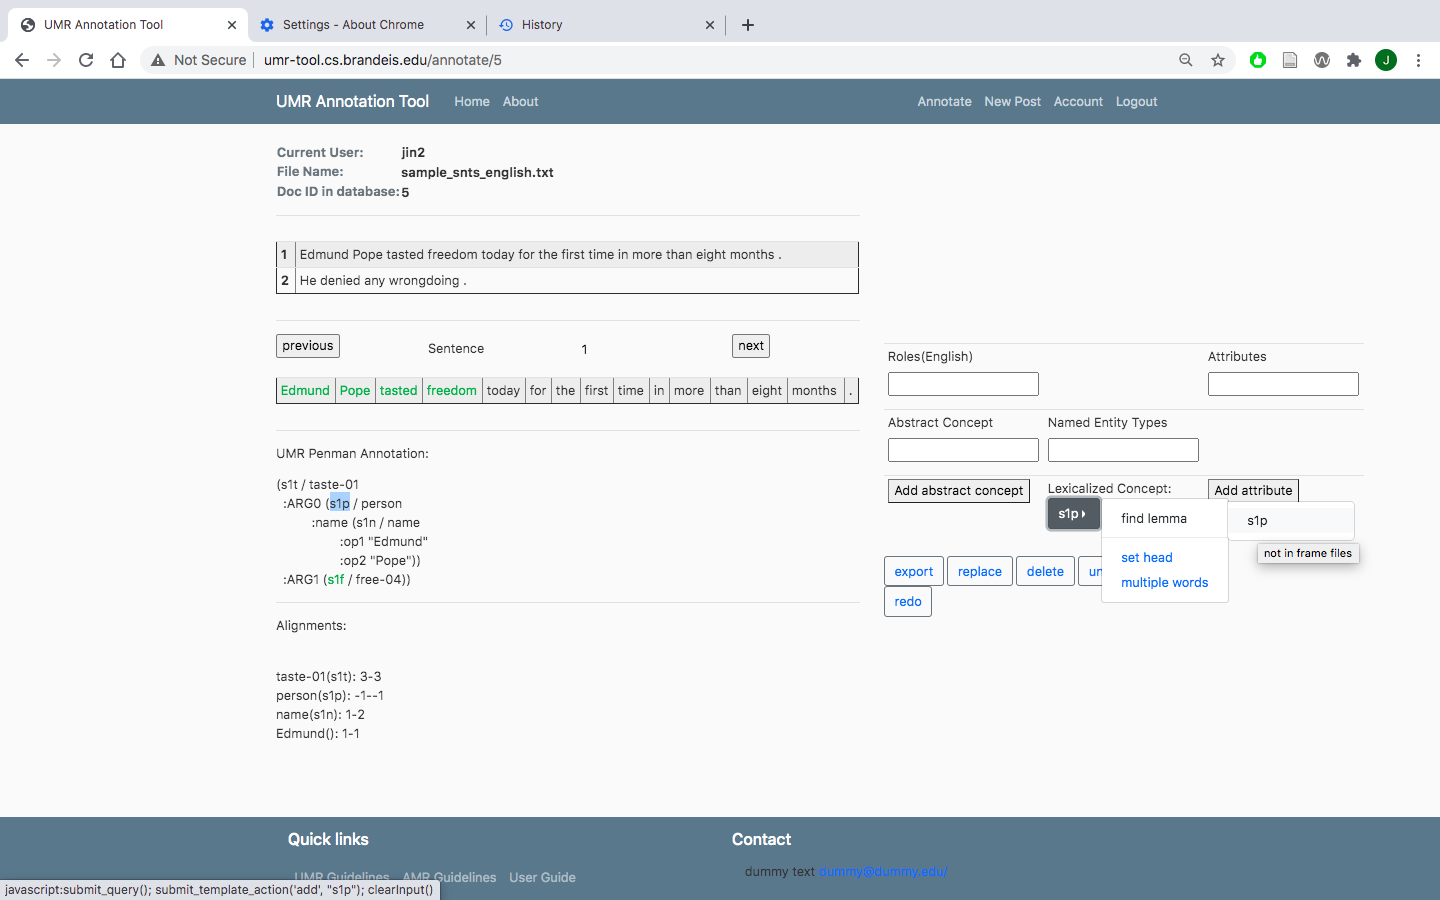 UMR Annotation Tool
Settings - About Chrome
History
Not Secure
umr-tool.cs.brandeis.edu/annotate/5
J
UMR Annotation Tool
Home
About
Annotate
New Post
Account
Logout
Current User: jin2
File Name: sample_snts_english.txt
Doc ID in database: 5
1 Edmund Pope tasted freedom today for the first time in more than eight months .
2 He denied any wrongdoing .
previous
Sentence
1
next
Edmund Pope tasted freedom today for the first time in more than eight months .
UMR Penman Annotation:
(s1t / taste-01
:ARG0 (s1p / person
:name (s1n / name
:op1 "Edmund"
:op2 "Pope"))
:ARG1 (s1f / free-04))
Alignments:
taste-01(s1t): 3-3
person(s1p): -1--1
name(s1n): 1-2
Edmund(): 1-1
Roles(English)
Attributes
Abstract Concept
Named Entity Types
Add abstract concept
Lexicalized Concept:
Add attribute
s1p
find lemma
s1p
not in frame files
set head
multiple words
export
replace
delete
un
redo
Quick links
UMR Guidelines
AMR Guidelines
User Guide
Contact
dummy text dummy@dummy.edu/
javascript:submit_query(); submit_template_action('add', "s1p"); clearInput()